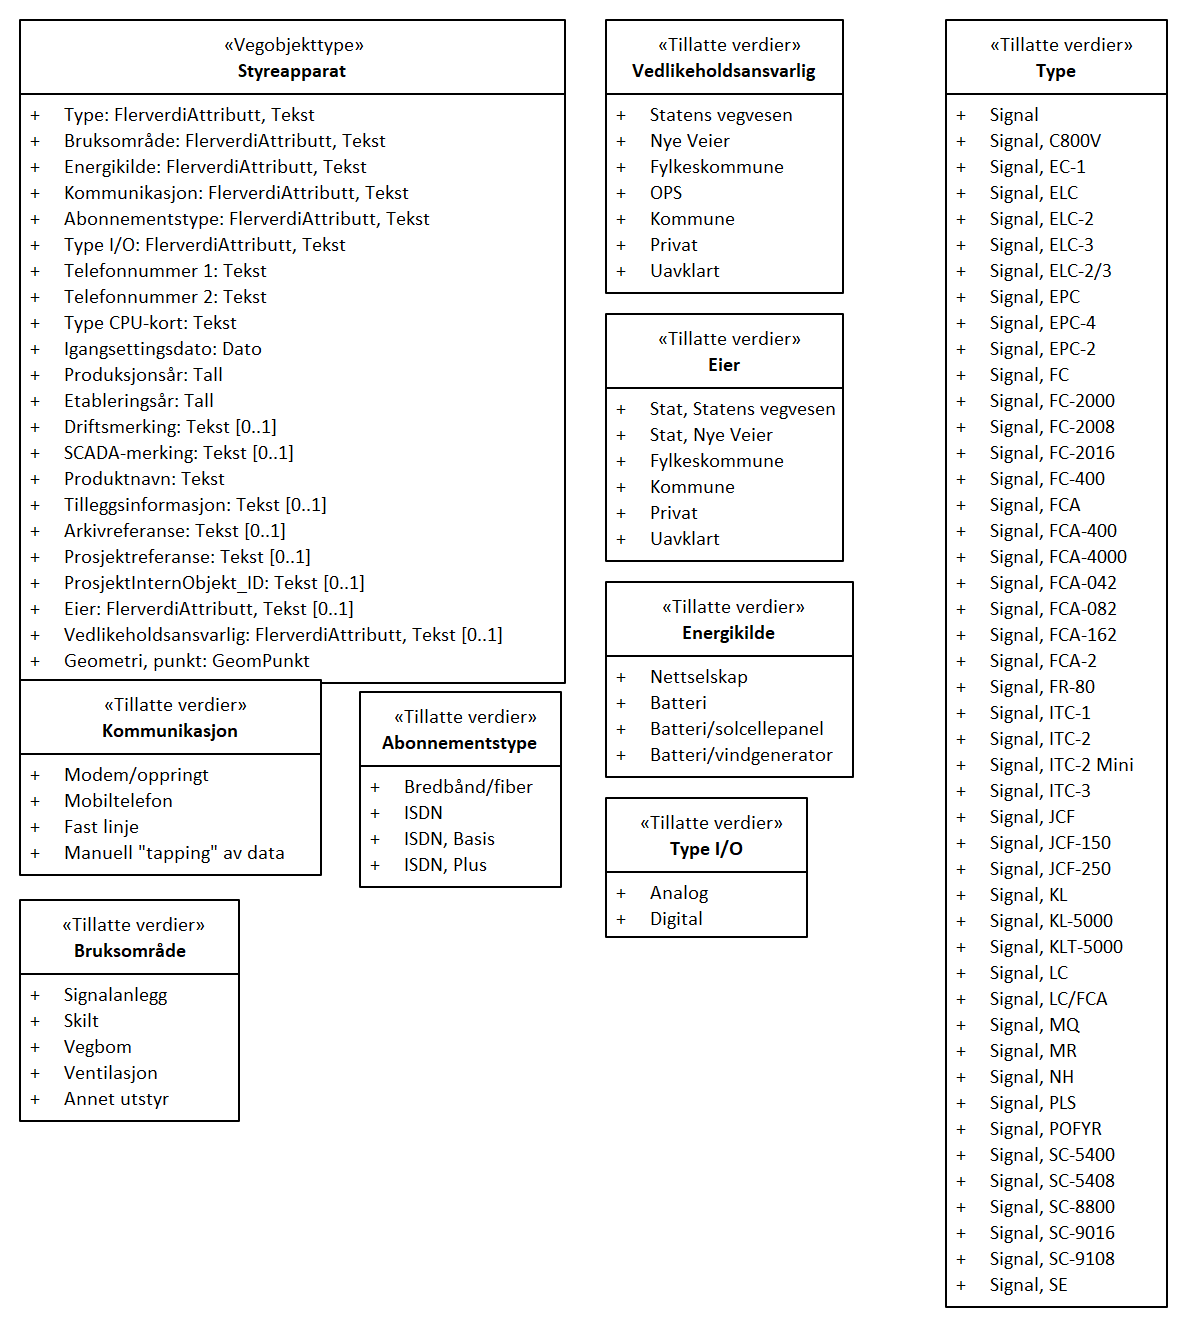 «Vegobjekttype»
Styreapparat
+ Type: FlerverdiAttributt, Tekst
+ Bruksområde: FlerverdiAttributt, Tekst
+ Energikilde: FlerverdiAttributt, Tekst
+ Kommunikasjon: FlerverdiAttributt, Tekst
+ Abonnementstype: FlerverdiAttributt, Tekst
+ Type I/O: FlerverdiAttributt, Tekst
+ Telefonnummer 1: Tekst
+ Telefonnummer 2: Tekst
+ Type CPU-kort: Tekst
+ Igangsettingsdato: Dato
+ Produksjonsår: Tall
+ Etableringsår: Tall
+ Driftsmerking: Tekst [0..1]
+ SCADA-merking: Tekst [0..1]
+ Produktnavn: Tekst
+ Tilleggsinformasjon: Tekst [0..1]
+ Arkivreferanse: Tekst [0..1]
+ Prosjektreferanse: Tekst [0..1]
+ ProsjektInternObjekt_ID: Tekst [0..1]
+ Eier: FlerverdiAttributt, Tekst [0..1]
+ Vedlikeholdsansvarlig: FlerverdiAttributt, Tekst [0..1]
+ Geometri, punkt: GeomPunkt
«Tillatte verdier»
Kommunikasjon
+ Modem/oppringt
+ Mobiltelefon
+ Fast linje
+ Manuell "tapping" av data
«Tillatte verdier»
Abonnementstype
+ Bredbånd/fiber
+ ISDN
+ ISDN, Basis
+ ISDN, Plus
«Tillatte verdier»
Bruksområde
+ Signalanlegg
+ Skilt
+ Vegbom
+ Ventilasjon
+ Annet utstyr
«Tillatte verdier»
Vedlikeholdsansvarlig
+ Statens vegvesen
+ Nye Veier
+ Fylkeskommune
+ OPS
+ Kommune
+ Privat
+ Uavklart
«Tillatte verdier»
Eier
+ Stat, Statens vegvesen
+ Stat, Nye Veier
+ Fylkeskommune
+ Kommune
+ Privat
+ Uavklart
«Tillatte verdier»
Energikilde
+ Nettselskap
+ Batteri
+ Batteri/solcellepanel
+ Batteri/vindgenerator
«Tillatte verdier»
Type I/O
+ Analog
+ Digital
«Tillatte verdier»
Type
+ Signal
+ Signal, C800V
+ Signal, EC-1
+ Signal, ELC
+ Signal, ELC-2
+ Signal, ELC-3
+ Signal, ELC-2/3
+ Signal, EPC
+ Signal, EPC-4
+ Signal, EPC-2
+ Signal, FC
+ Signal, FC-2000
+ Signal, FC-2008
+ Signal, FC-2016
+ Signal, FC-400
+ Signal, FCA
+ Signal, FCA-400
+ Signal, FCA-4000
+ Signal, FCA-042
+ Signal, FCA-082
+ Signal, FCA-162
+ Signal, FCA-2
+ Signal, FR-80
+ Signal, ITC-1
+ Signal, ITC-2
+ Signal, ITC-2 Mini
+ Signal, ITC-3
+ Signal, JCF
+ Signal, JCF-150
+ Signal, JCF-250
+ Signal, KL
+ Signal, KL-5000
+ Signal, KLT-5000
+ Signal, LC
+ Signal, LC/FCA
+ Signal, MQ
+ Signal, MR
+ Signal, NH
+ Signal, PLS
+ Signal, POFYR
+ Signal, SC-5400
+ Signal, SC-5408
+ Signal, SC-8800
+ Signal, SC-9016
+ Signal, SC-9108
+ Signal, SE